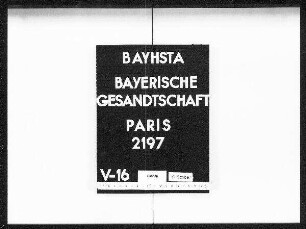 BAYHSTA
BAYERISCHE
GESANDTSCHAFT
PARIS
2197
V-16